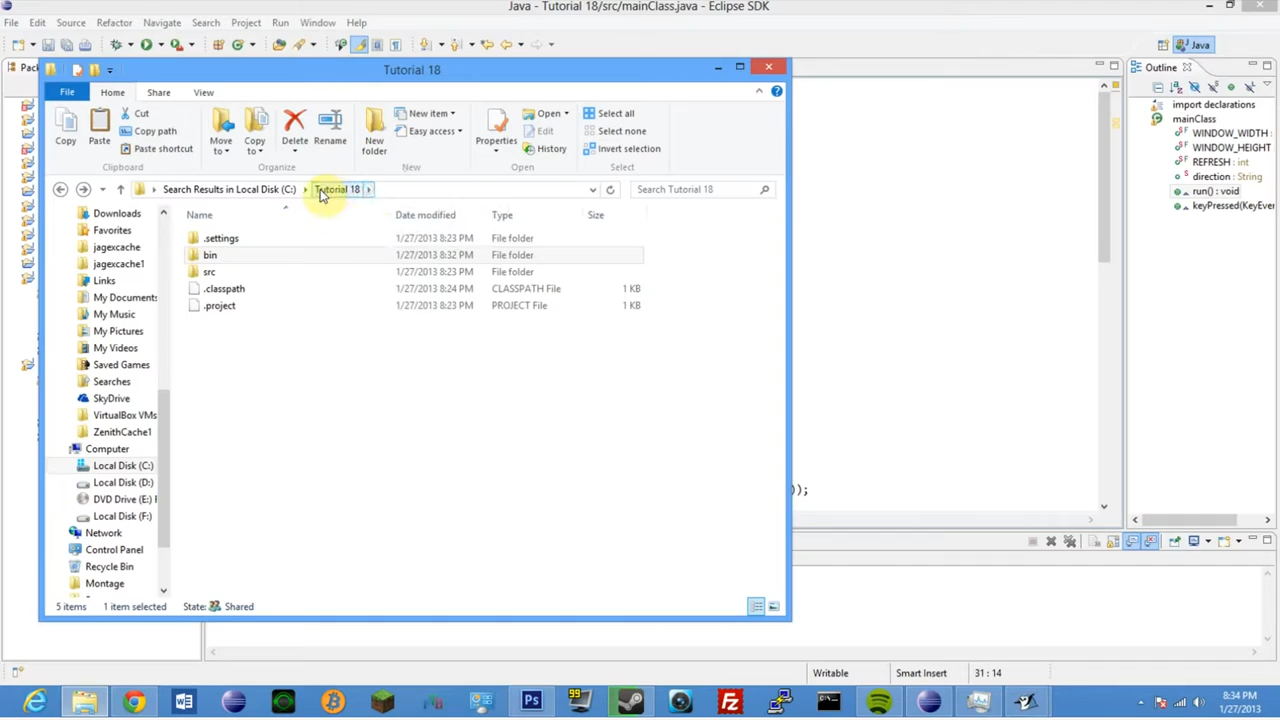 Java - Tutorial 18/src/mainClass.java - Eclipse SDK
File Edit Source Refactor Navigate Search Project Run Window Help
Java
Tutorial 18
Outline
File Home Share View
import declarations
mainClass
WINDOW_WIDTH
WINDOW_HEIGHT
REFRESH : int
direction : String
run() : void
keyPressed(KeyEve
Copy Paste Cut
Copy path
Paste shortcut
Clipboard
Move to Copy to Delete Rename
Organize
New folder New item
Easy access
New
Properties Open
Edit
History
Open
Select all
Select none
Invert selection
Select
Search Results in Local Disk (C:) Tutorial 18 Search Tutorial 18
Name Date modified Type Size
.settings 1/27/2013 8:23 PM File folder
bin 1/27/2013 8:32 PM File folder
src 1/27/2013 8:23 PM File folder
.classpath 1/27/2013 8:24 PM CLASSPATH File 1 KB
.project 1/27/2013 8:23 PM PROJECT File 1 KB
Downloads
Favorites
jagexcache
jagexcache1
Links
My Documents
My Music
My Pictures
My Videos
Saved Games
Searches
SkyDrive
VirtualBox VMs
ZenithCache1
Computer
Local Disk (C:)
Local Disk (D:)
DVD Drive (E:)
Local Disk (F:)
Network
Control Panel
Recycle Bin
Montage
5 items 1 item selected State: Shared
));
Writable Smart Insert 31 : 14
99
8:34 PM
1/27/2013